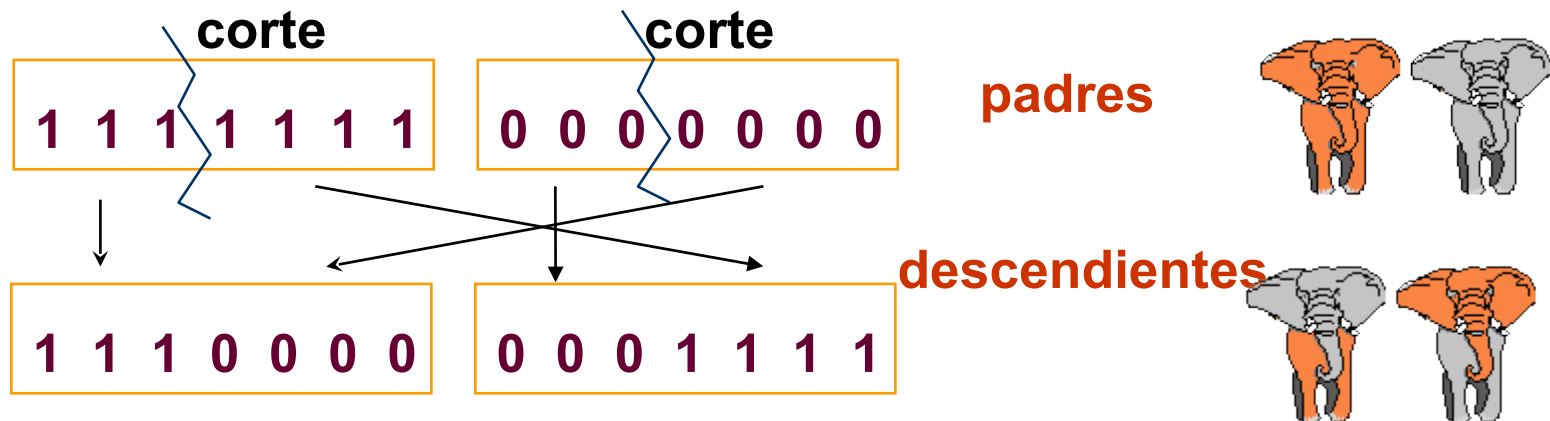 corte corte
1 1 1 1 1 1 1 0 0 0 0 0 0 0
padres
descendientes
1 1 1 0 0 0 0 0 0 0 1 1 1 1